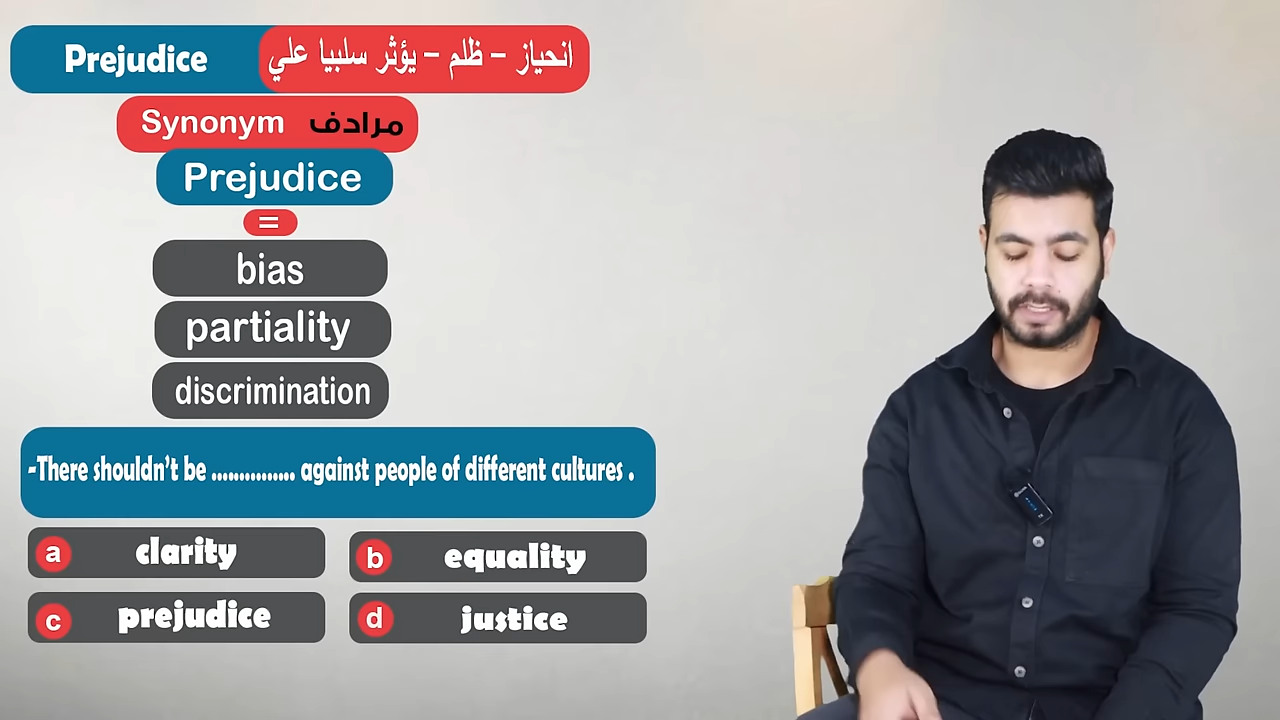 Prejudice انحياز – ظلم – يؤثر سلبيا علي
Synonym مرادف
Prejudice
=
bias
partiality
discrimination
-There shouldn't be .............. against people of different cultures .
a clarity
b equality
c prejudice
d justice